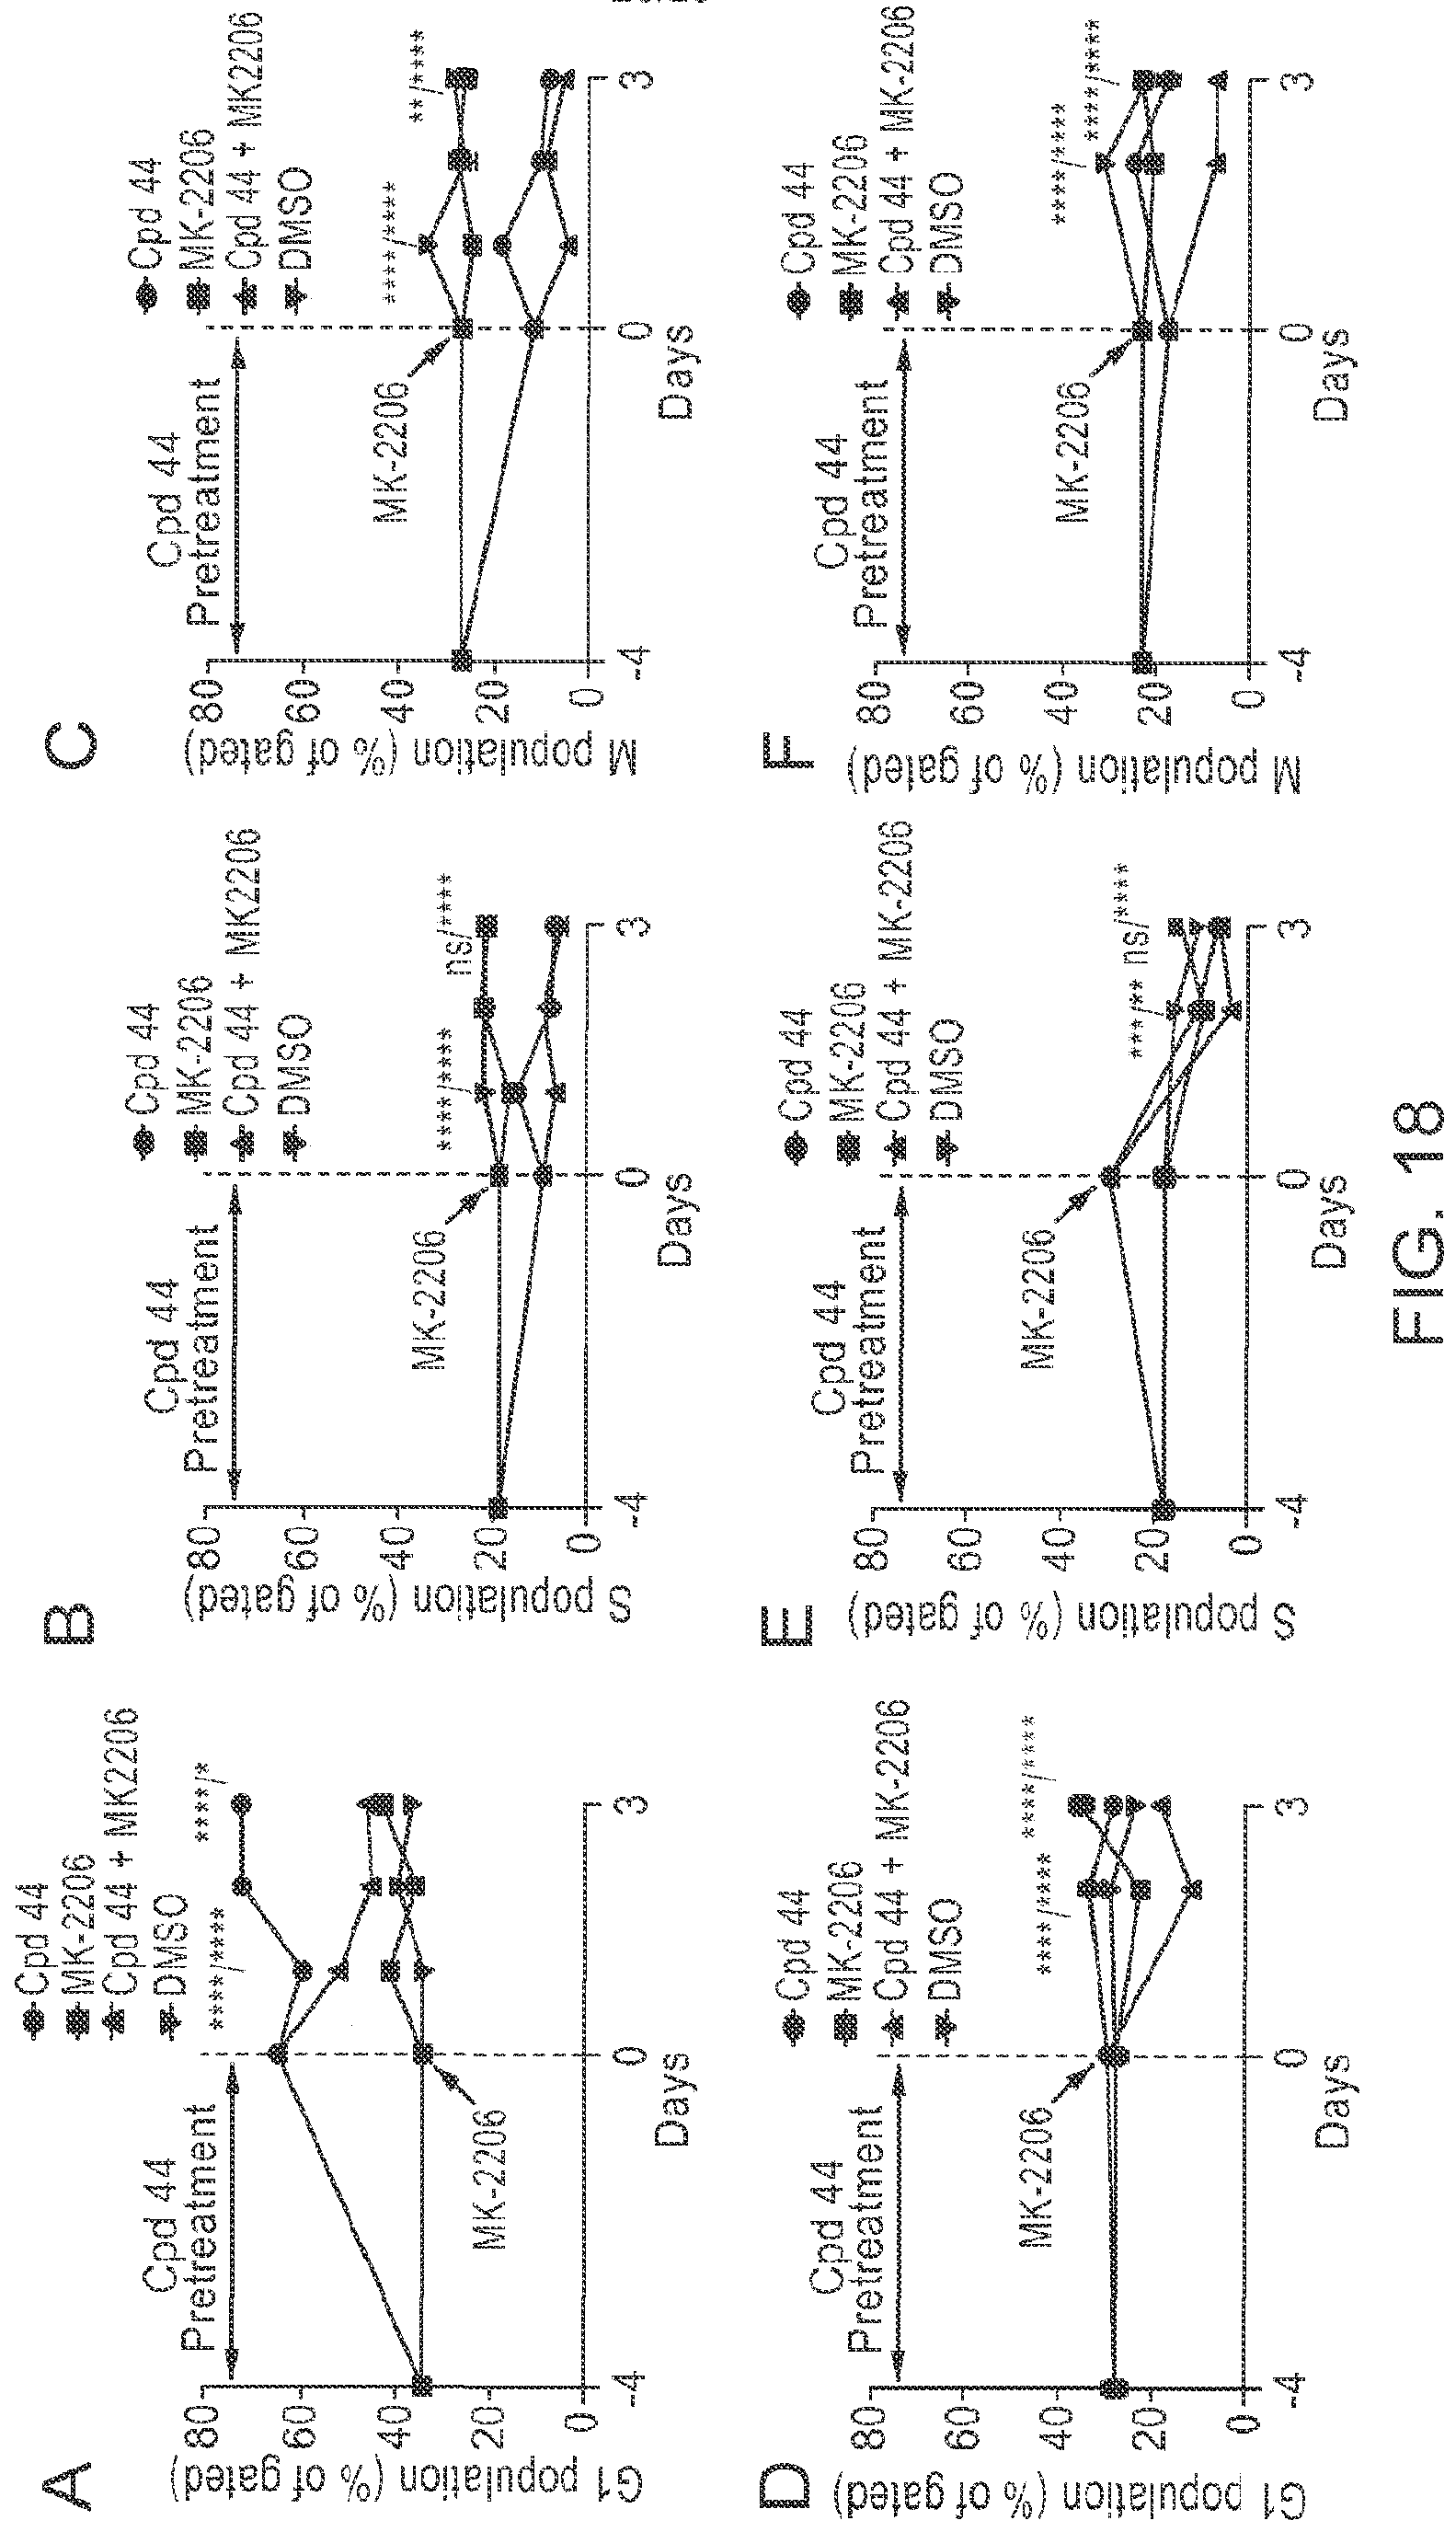 A
Cpd 44
MK-2206
Cpd 44 + MK2206
DMSO
Cpd 44
Pretreatment
****/****
****/*
MK-2206
G1 population (% of gated)
80
60
40
20
0
-4
0
3
Days
B
Cpd 44
MK-2206
Cpd 44 + MK2206
DMSO
Cpd 44
Pretreatment
****/****
ns/****
MK-2206
S population (% of gated)
80
60
40
20
0
-4
0
3
Days
C
Cpd 44
MK-2206
Cpd 44 + MK2206
DMSO
Cpd 44
Pretreatment
****/****
**/****
MK-2206
M population (% of gated)
80
60
40
20
0
-4
0
3
Days
D
Cpd 44
MK-2206
Cpd 44 + MK-2206
DMSO
Cpd 44
Pretreatment
****/****
****/****
MK-2206
G1 population (% of gated)
80
60
40
20
0
-4
0
3
Days
E
Cpd 44
MK-2206
Cpd 44 + MK-2206
DMSO
Cpd 44
Pretreatment
***/**
ns/****
MK-2206
S population (% of gated)
80
60
40
20
0
-4
0
3
Days
F
Cpd 44
MK-2206
Cpd 44 + MK-2206
DMSO
Cpd 44
Pretreatment
****/****
****/****
MK-2206
M population (% of gated)
80
60
40
20
0
-4
0
3
Days
FIG. 18